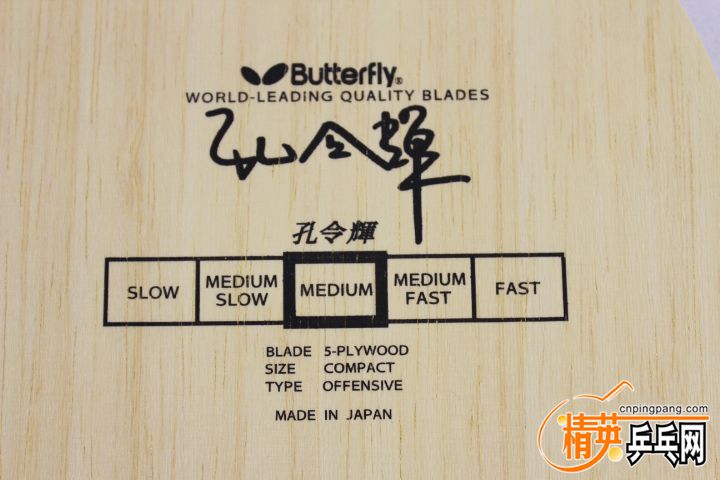 Butterfly®
WORLD-LEADING QUALITY BLADES
孔令輝
孔令輝
SLOW
MEDIUM SLOW
MEDIUM
MEDIUM FAST
FAST
BLADE 5-PLYWOOD
SIZE COMPACT
TYPE OFFENSIVE
MADE IN JAPAN
cnpingpang.com
精英乒乓网